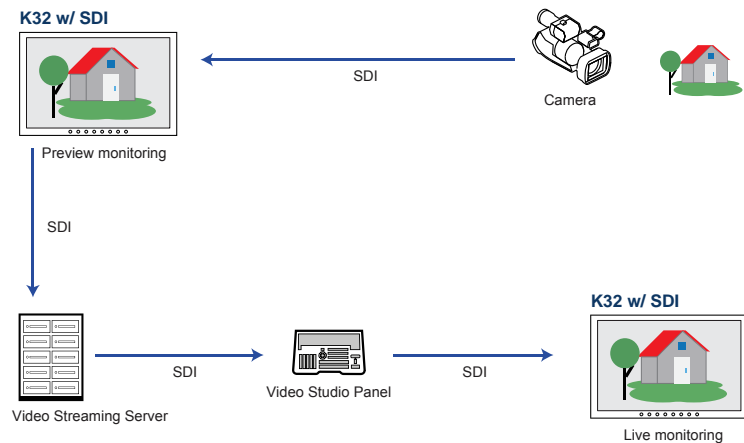 K32 w/ SDI
SDI
Camera
Preview monitoring
SDI
K32 w/ SDI
SDI
SDI
Video Studio Panel
Video Streaming Server
Live monitoring